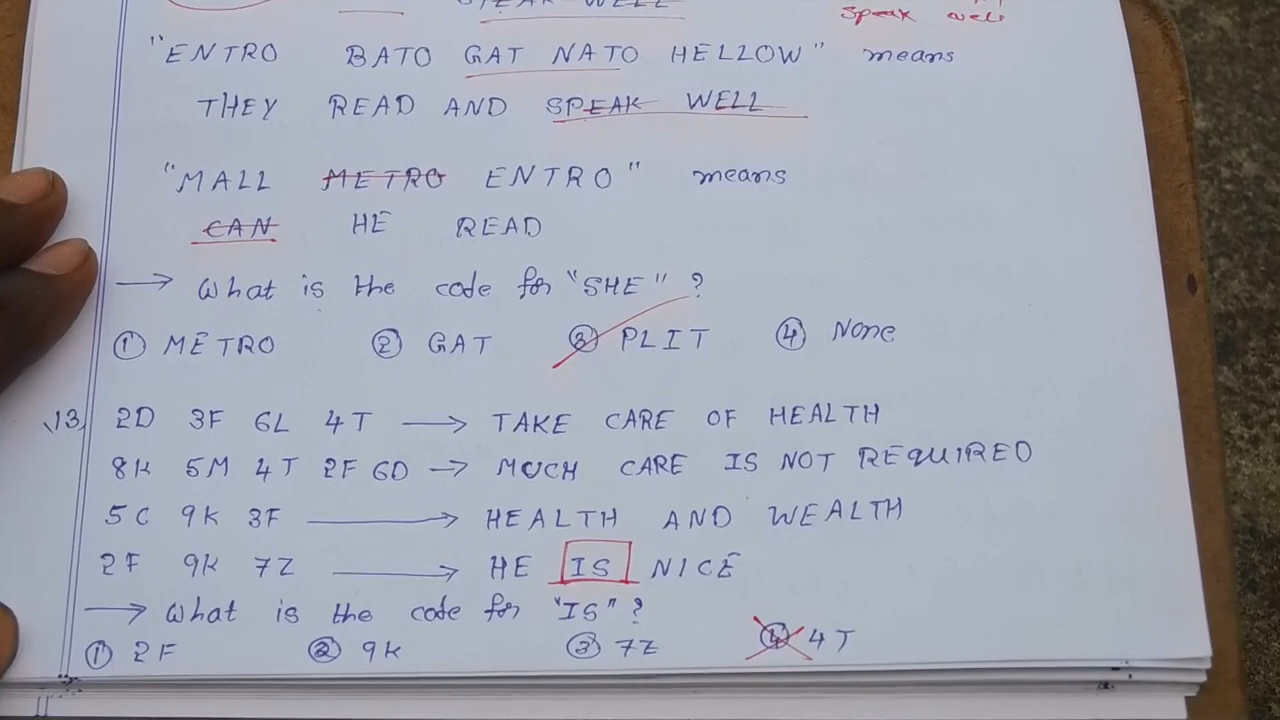 SPEAK WELL speak well
"ENTRO BATO GAT NATO HELLOW" means
THEY READ AND SPEAK WELL
"MALL METRO ENTRO" means
CAN HE READ
→ What is the code for "SHE" ?
① METRO ② GAT ③ PLIT ④ None
13, 2D 3F 6L 4T → TAKE CARE OF HEALTH
8K 5M 4T 2F 6D → MUCH CARE IS NOT REQUIRED
5C 9K 3F → HEALTH AND WEALTH
2F 9K 7Z → HE IS NICE
→ What is the code for "IS" ?
① 2F ② 9K ③ 7Z ④ 4T